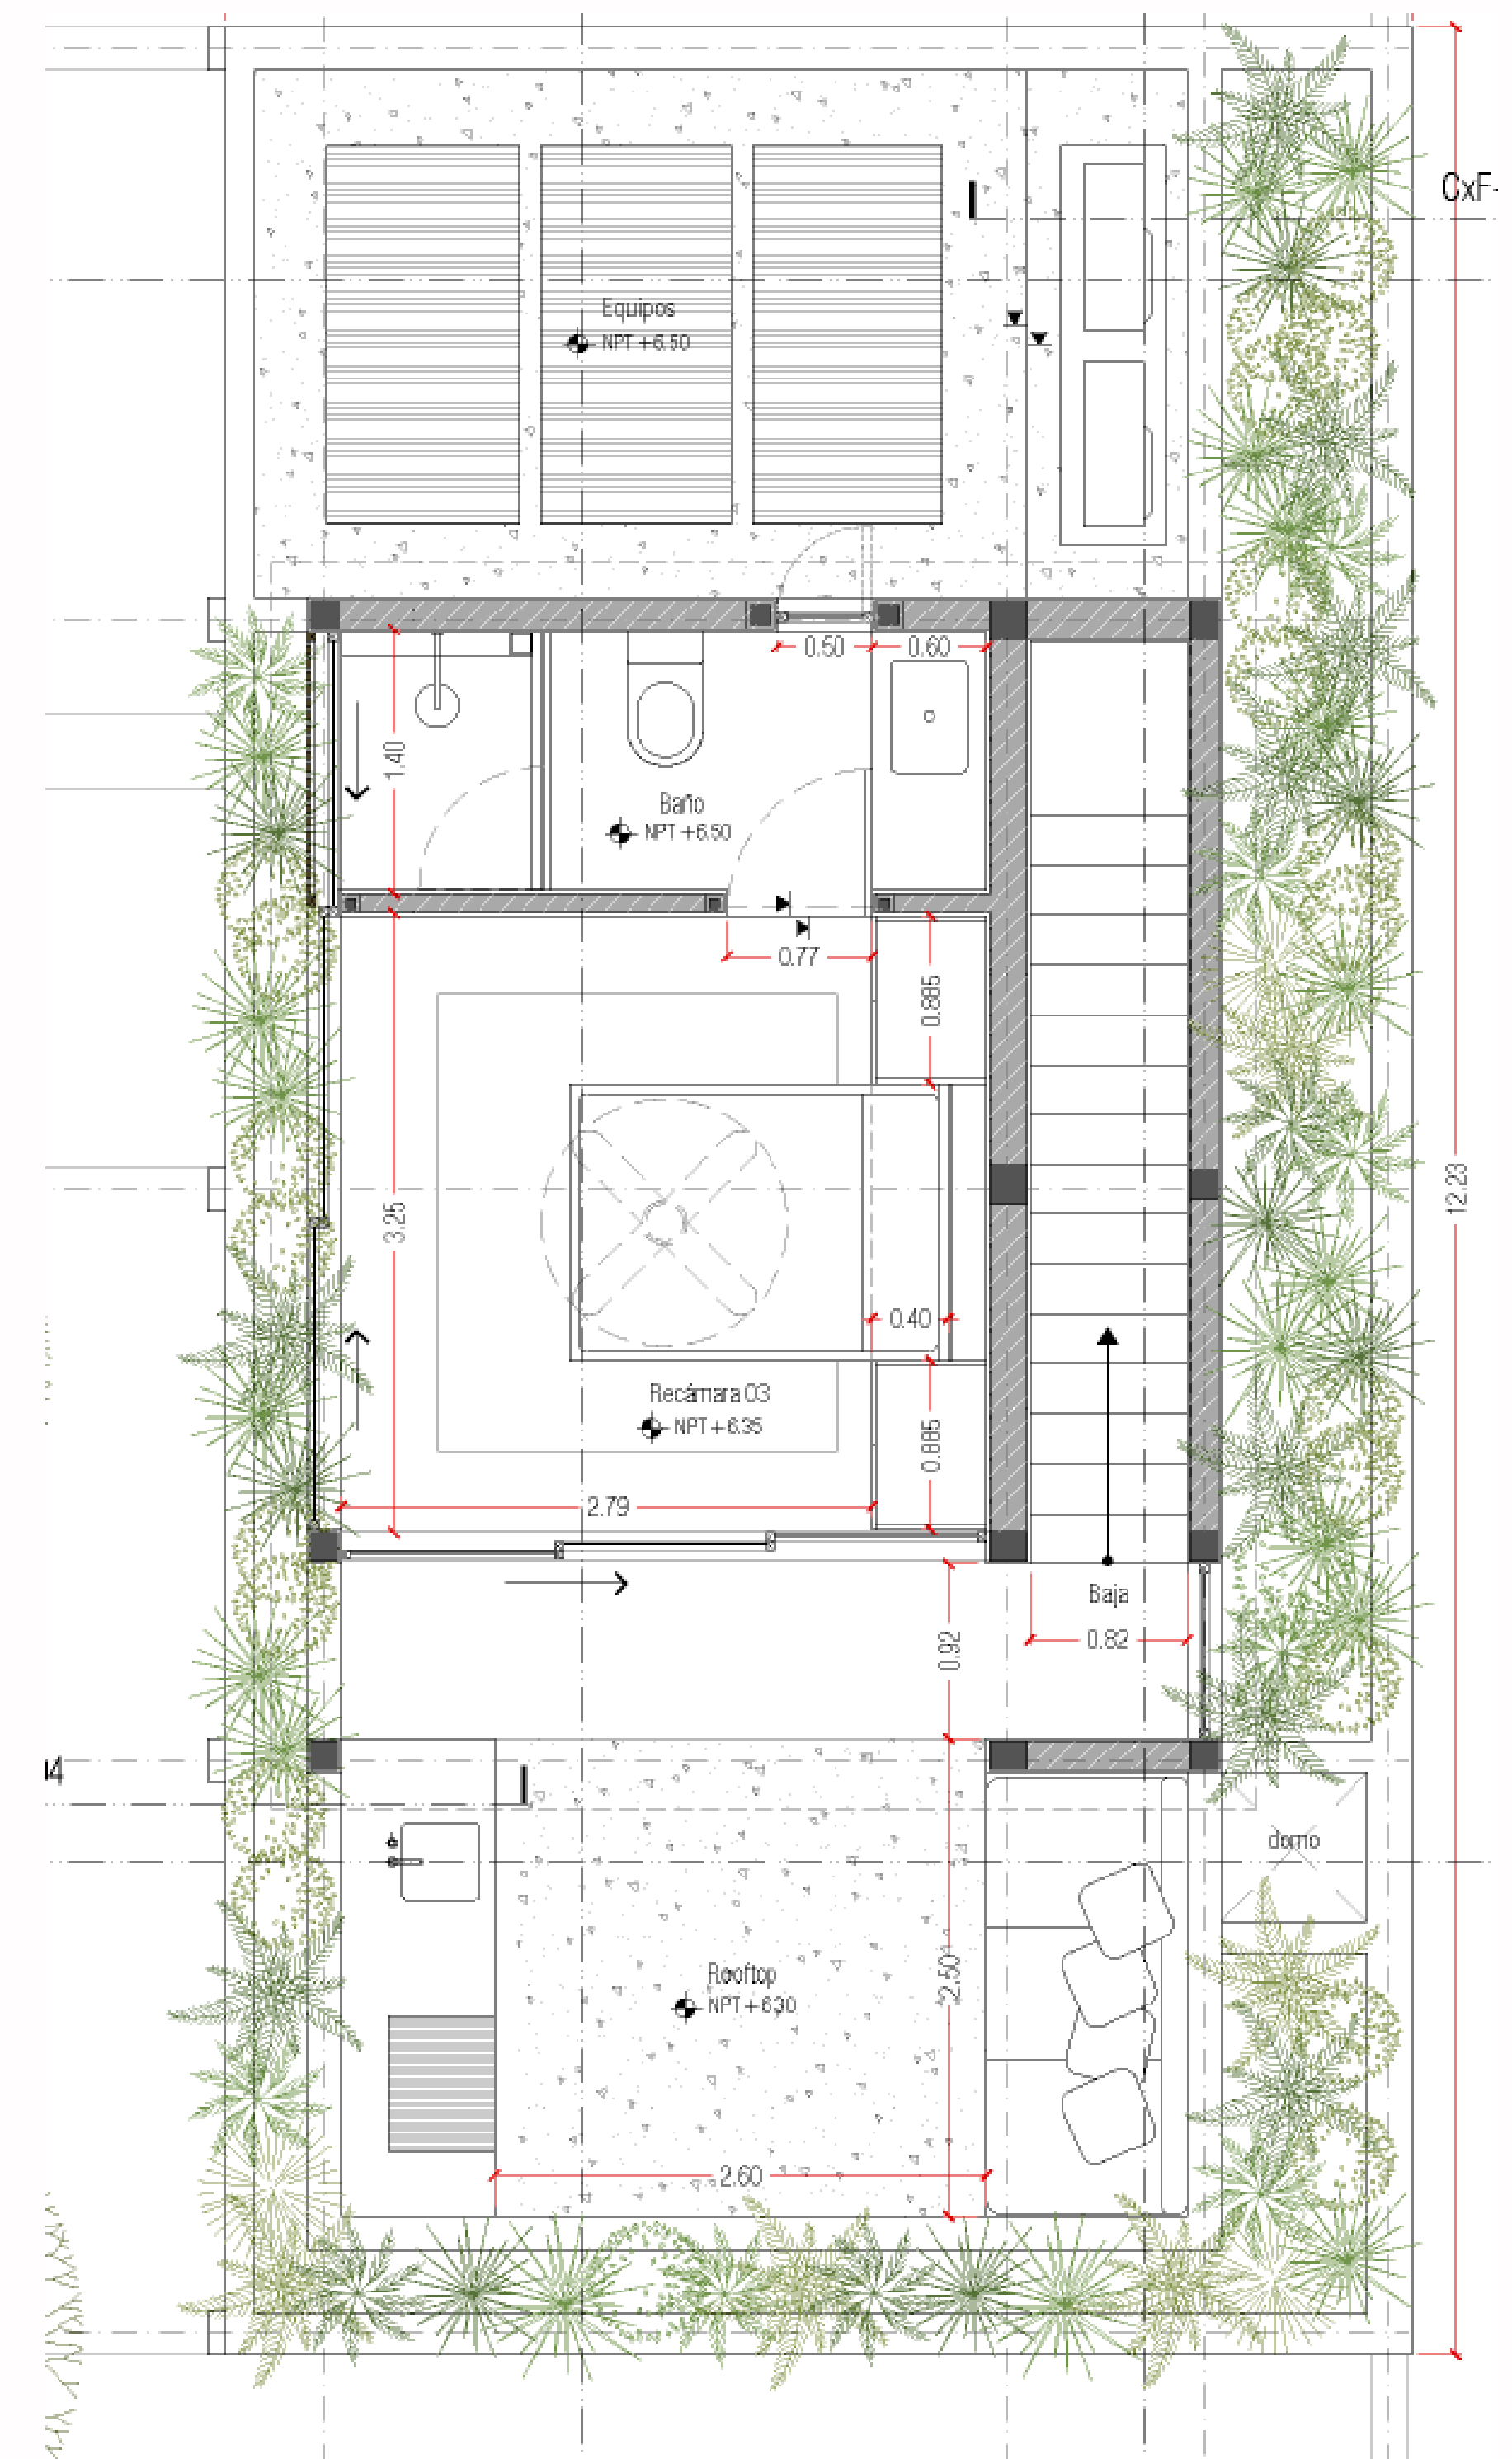 CxF-
Equipos
NPT +6.50
0.50
0.60
1.40
Baño
NPT +6.50
0.77
0.885
3.25
12.23
0.40
Recámara 03
NPT + 6.35
0.885
2.79
Baja
0.82
0.92
domo
Rooftop
NPT + 6.30
2.50
2.60